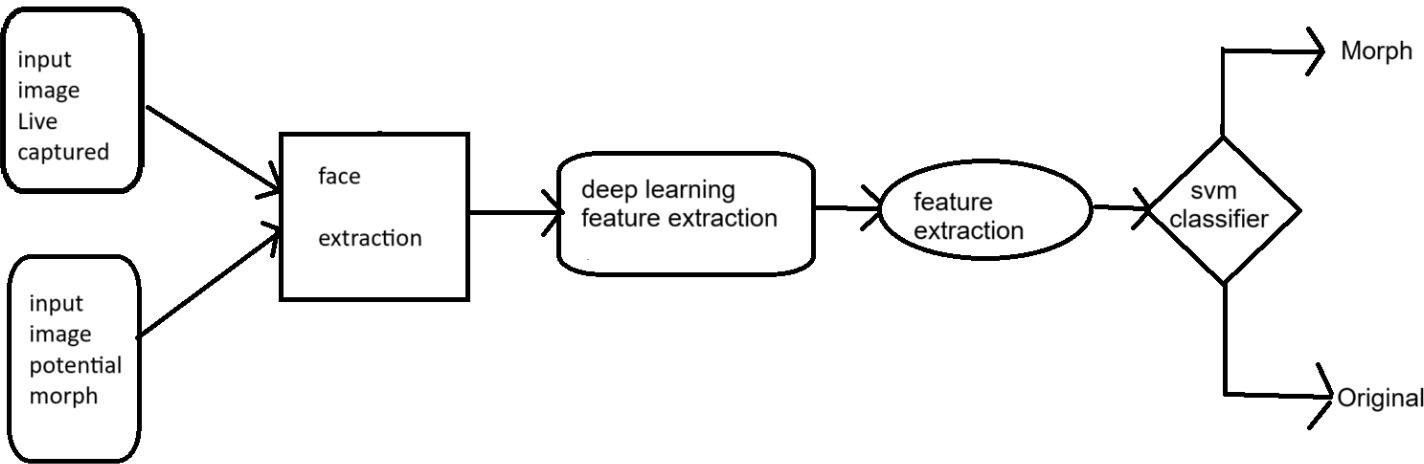 input
image
Live
captured
input
image
potential
morph
face
extraction
deep learning
feature extraction
feature
extraction
svm
classifier
Morph
Original